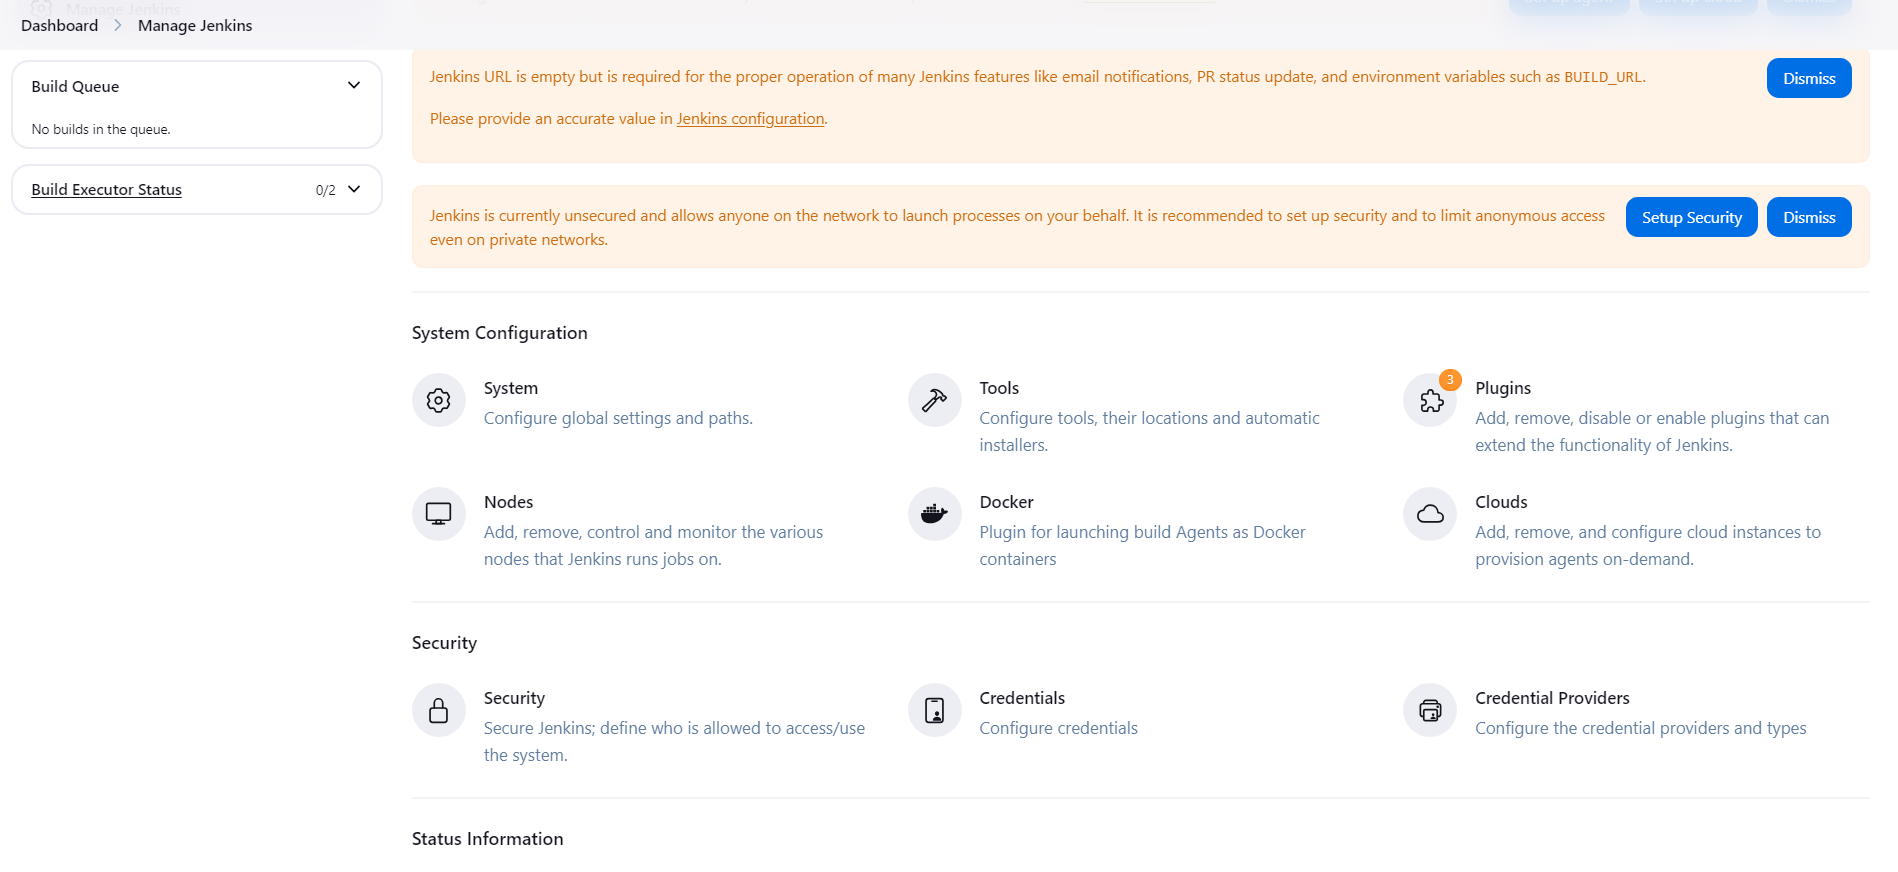 Manage Jenkins
Dashboard > Manage Jenkins
Build Queue
No builds in the queue.
Build Executor Status 0/2
Jenkins URL is empty but is required for the proper operation of many Jenkins features like email notifications, PR status update, and environment variables such as BUILD_URL.
Dismiss
Please provide an accurate value in Jenkins configuration.
Jenkins is currently unsecured and allows anyone on the network to launch processes on your behalf. It is recommended to set up security and to limit anonymous access
even on private networks.
Setup Security
Dismiss
System Configuration
System
Configure global settings and paths.
Tools
Configure tools, their locations and automatic
installers.
3
Plugins
Add, remove, disable or enable plugins that can
extend the functionality of Jenkins.
Nodes
Add, remove, control and monitor the various
nodes that Jenkins runs jobs on.
Docker
Plugin for launching build Agents as Docker
containers
Clouds
Add, remove, and configure cloud instances to
provision agents on-demand.
Security
Security
Secure Jenkins; define who is allowed to access/use
the system.
Credentials
Configure credentials
Credential Providers
Configure the credential providers and types
Status Information